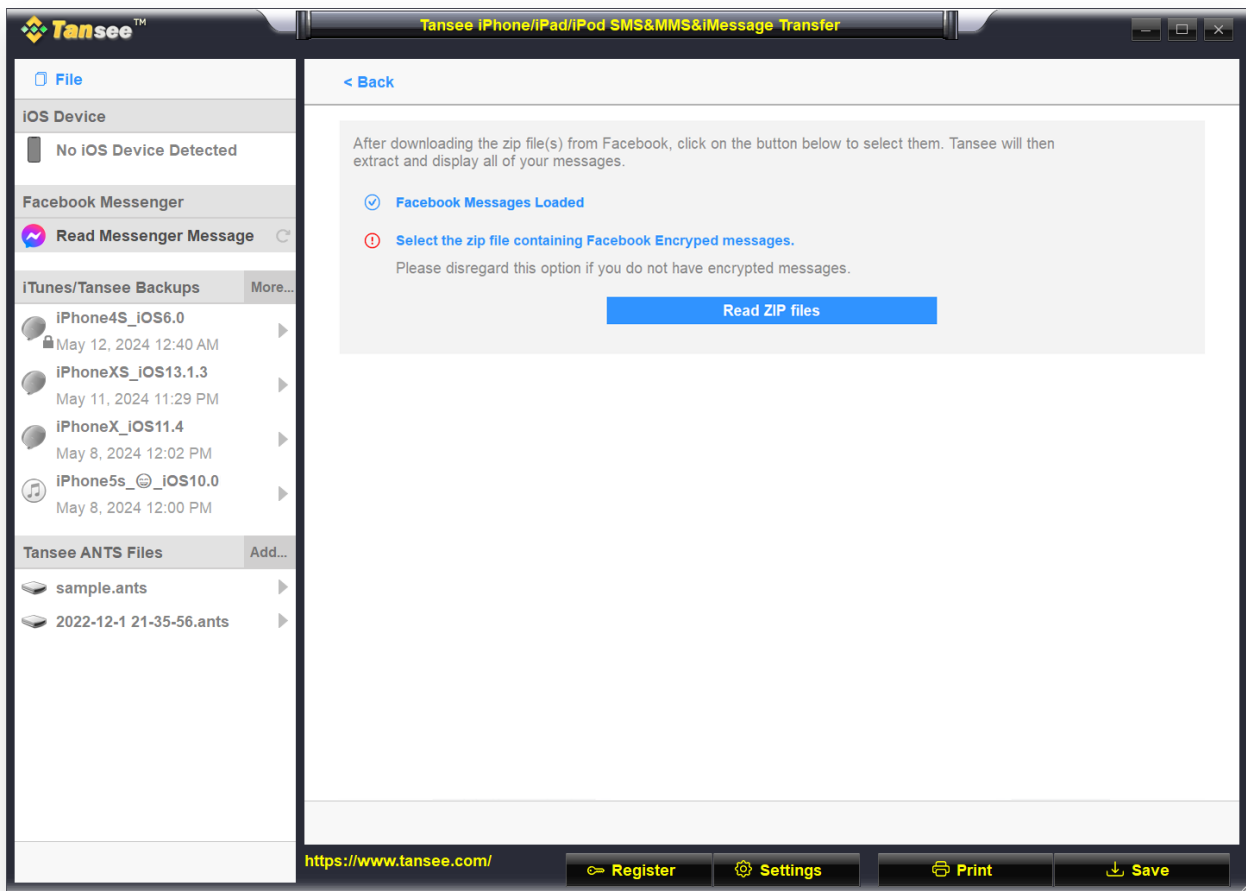 Tansee™
Tansee iPhone/iPad/iPod SMS&MMS&iMessage Transfer
File
iOS Device
No iOS Device Detected
Facebook Messenger
Read Messenger Message
iTunes/Tansee Backups More...
iPhone4S_iOS6.0
May 12, 2024 12:40 AM
iPhoneXS_iOS13.1.3
May 11, 2024 11:29 PM
iPhoneX_iOS11.4
May 8, 2024 12:02 PM
iPhone5s_😄_iOS10.0
May 8, 2024 12:00 PM
Tansee ANTS Files Add...
sample.ants
2022-12-1 21-35-56.ants
< Back
After downloading the zip file(s) from Facebook, click on the button below to select them. Tansee will then
extract and display all of your messages.
Facebook Messages Loaded
Select the zip file containing Facebook Encryped messages.
Please disregard this option if you do not have encrypted messages.
Read ZIP files
https://www.tansee.com/
Register Settings Print Save